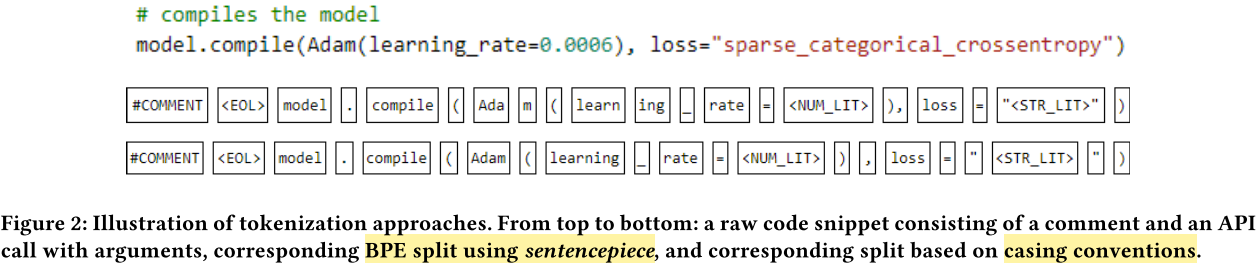 # compiles the model
model.compile(Adam(learning_rate=0.0006), loss="sparse_categorical_crossentropy")
#COMMENT <EOL> model . compile ( Ada m ( learn ing _ rate = <NUM_LIT> ), loss = "<STR_LIT>" )
#COMMENT <EOL> model . compile ( Adam ( learning _ rate = <NUM_LIT> ) , loss = " <STR_LIT> " )
Figure 2: Illustration of tokenization approaches. From top to bottom: a raw code snippet consisting of a comment and an API
call with arguments, corresponding BPE split using sentencepiece, and corresponding split based on casing conventions.